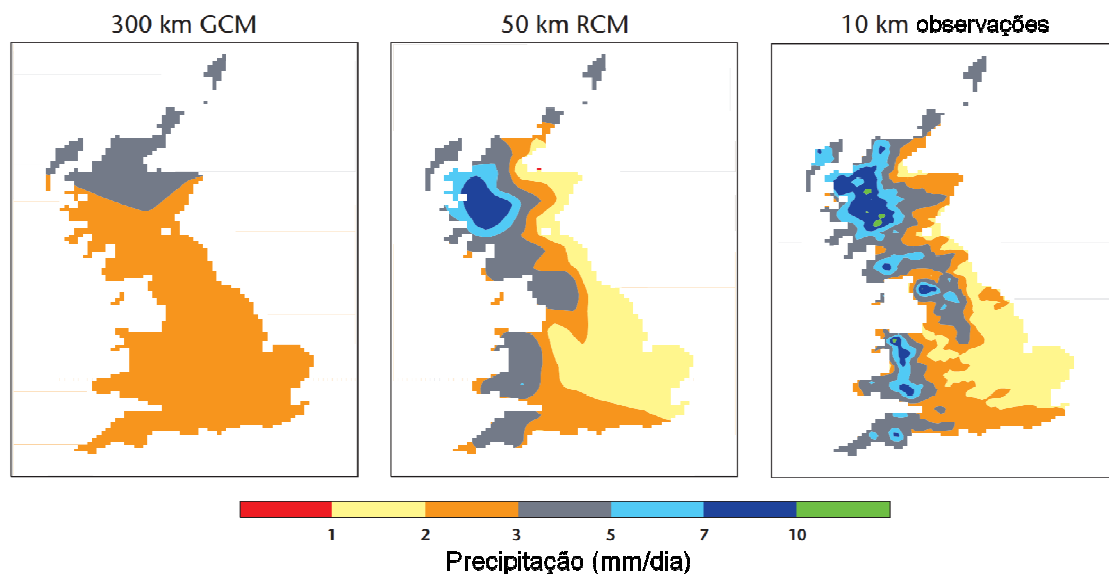 300 km GCM
50 km RCM
10 km observações
1 2 3 5 7 10
Precipitação (mm/dia)